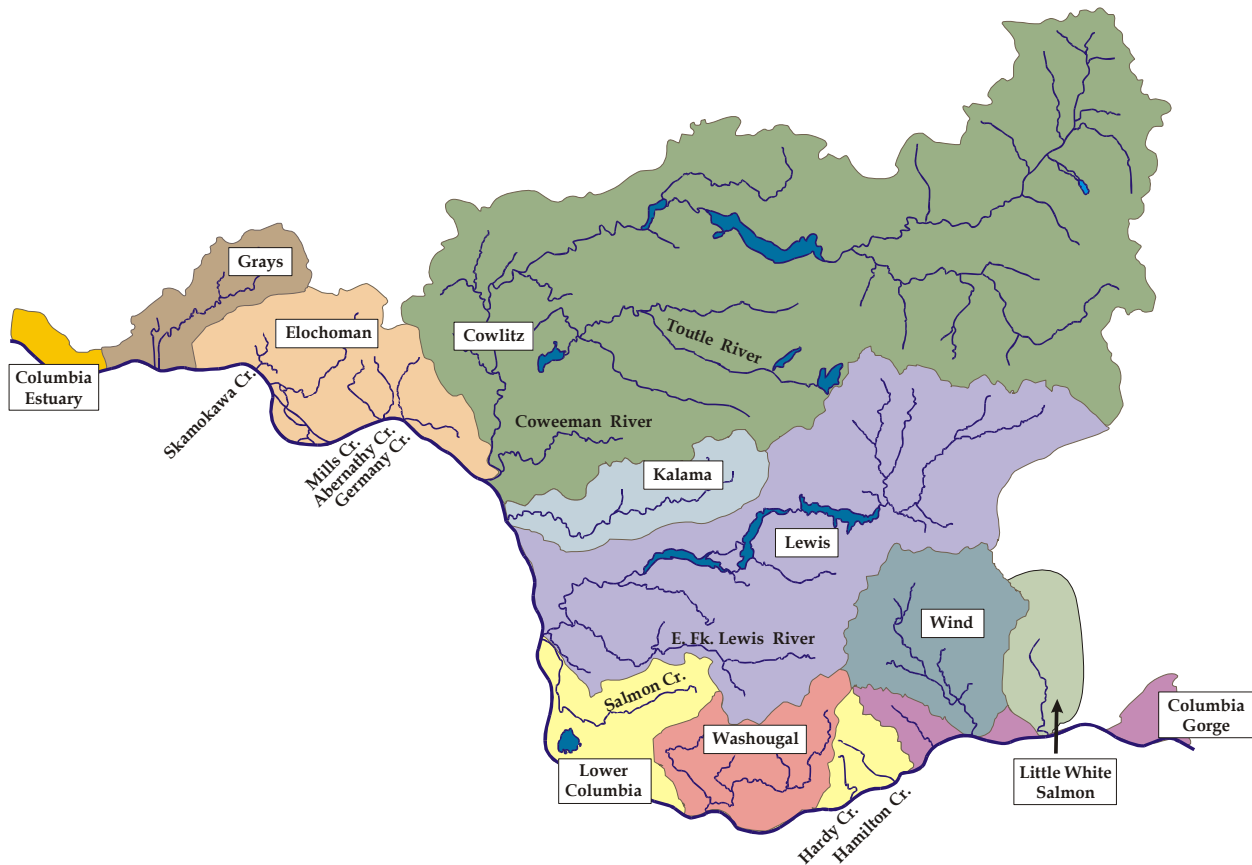 Grays
Elochoman
Cowlitz
Toutle River
Columbia
Estuary
Skamokawa Cr.
Mills Cr.
Abernathy Cr.
Germany Cr.
Coweeman River
Kalama
Lewis
Wind
E. Fk. Lewis River
Salmon Cr.
Washougal
Columbia
Gorge
Lower
Columbia
Little White
Salmon
Hardy Cr.
Hamilton Cr.